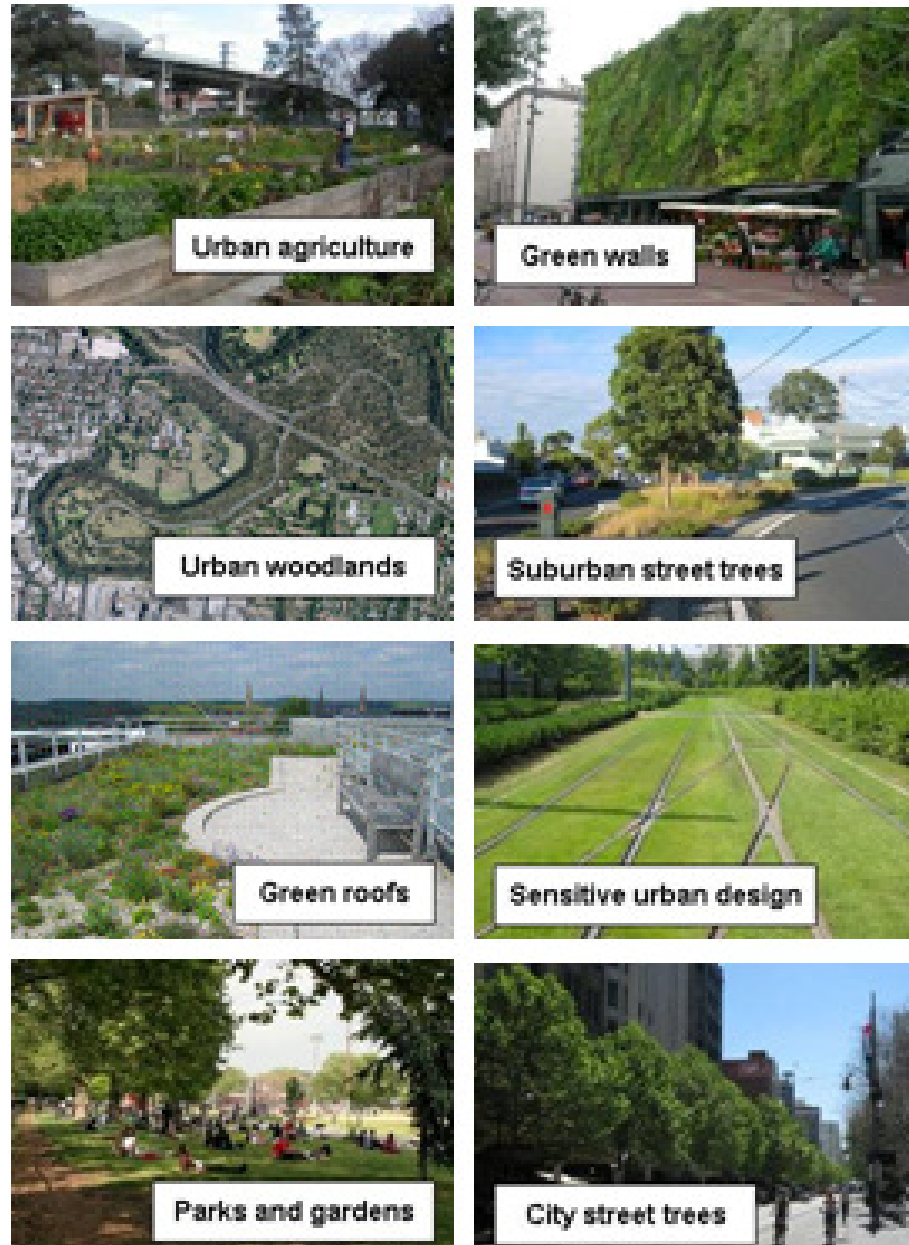 Urban agriculture
Green walls
Urban woodlands
Suburban street trees
Green roofs
Sensitive urban design
Parks and gardens
City street trees